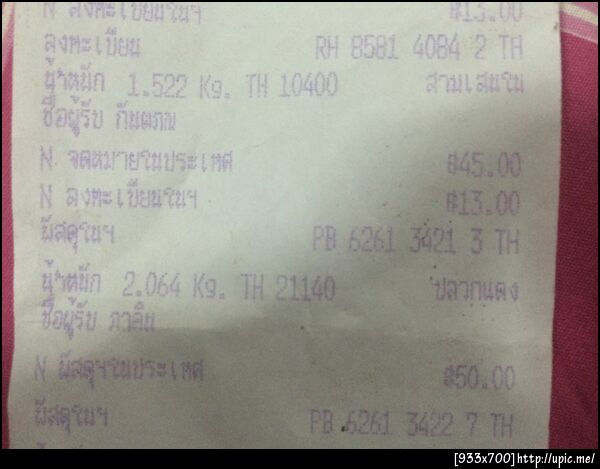 N ลงทะเบียนในฯ ฿13.00
ลงทะเบียน RH 8581 4084 2 TH
น้ำหนัก 1.522 Kg. TH 10400 สามเสนใน
ชื่อผู้รับ กันตภณ
N จดหมายในประเทศ ฿45.00
N ลงทะเบียนในฯ ฿13.00
พัสดุในฯ PB 6261 3421 3 TH
น้ำหนัก 2.064 Kg. TH 21140 ปลวกแดง
ชื่อผู้รับ ภาคิน
N พัสดุฯในประเทศ ฿50.00
พัสดุในฯ PB 6261 3422 7 TH
[933x700]http://upic.me/